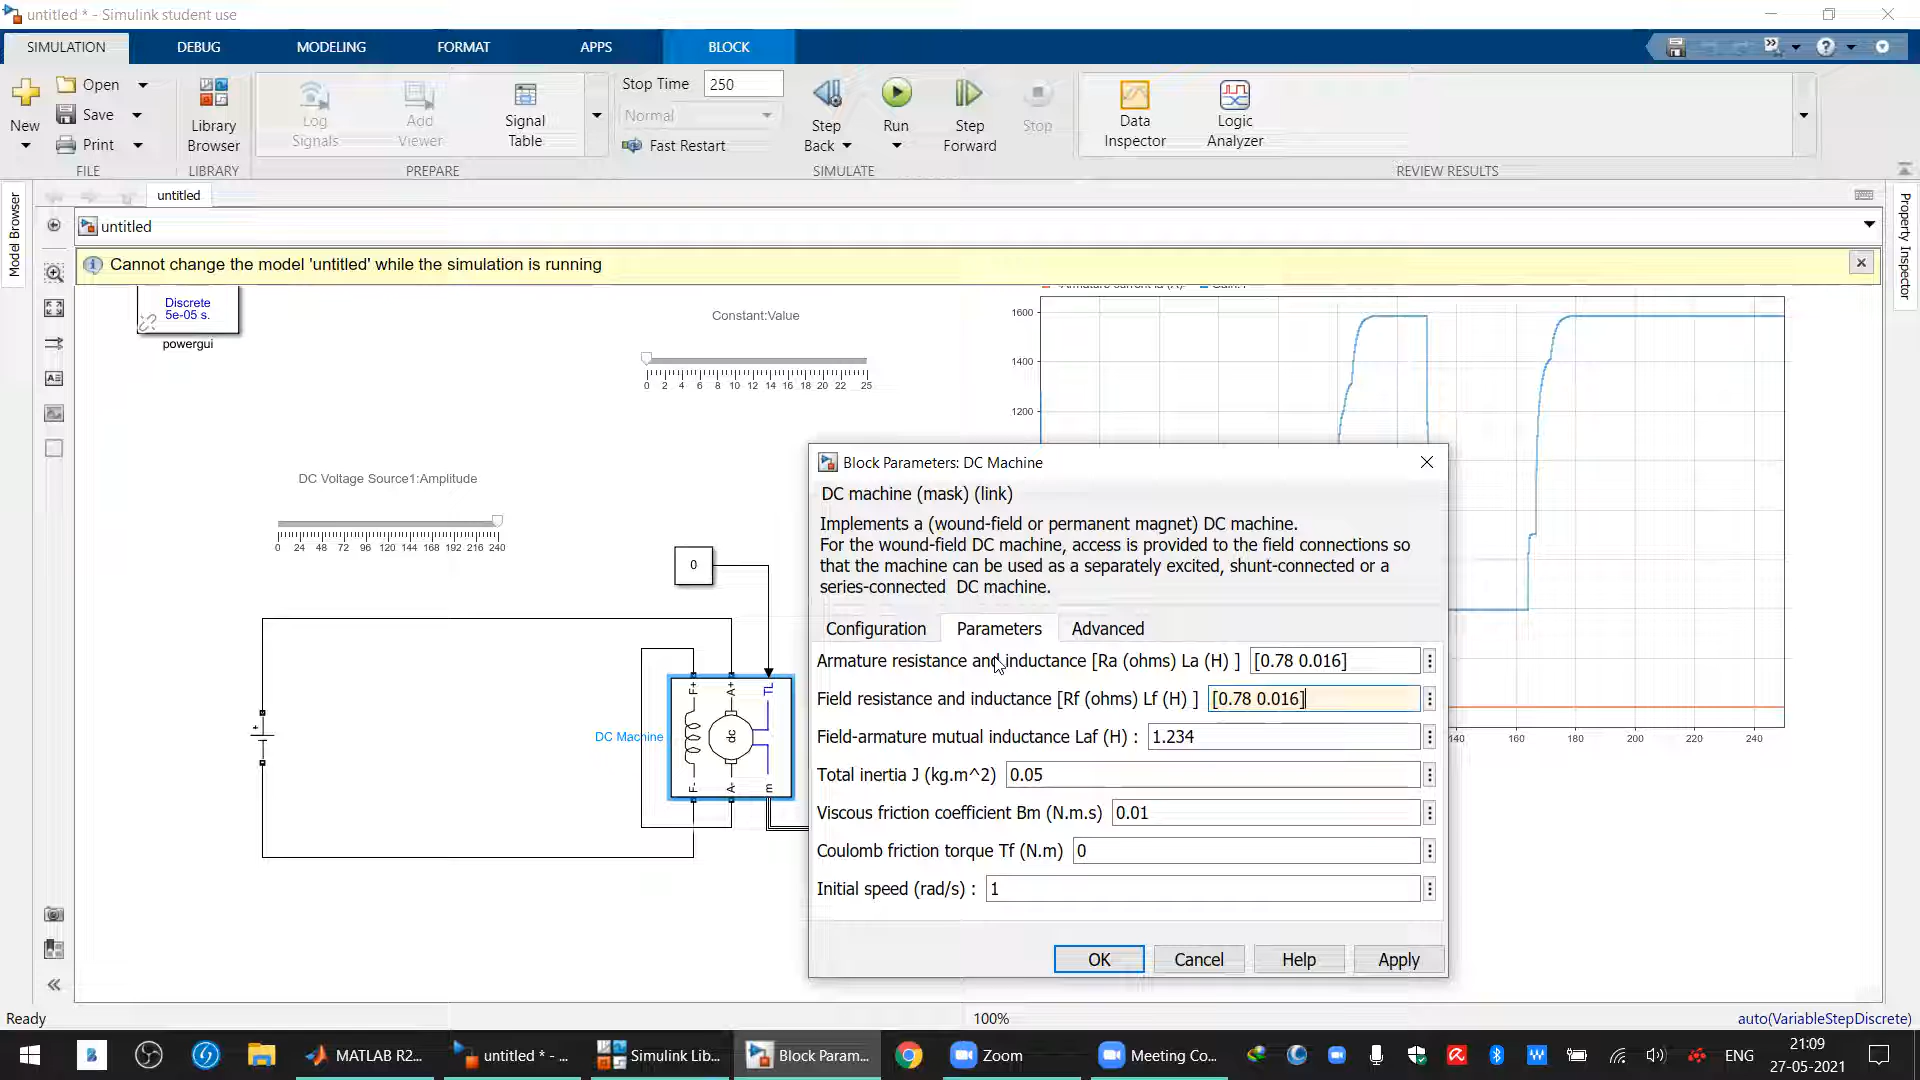 untitled * - Simulink student use
SIMULATION DEBUG MODELING FORMAT APPS BLOCK
New
Open
Save
Print
FILE
Library
Browser
LIBRARY
Log
Signals
Add
Viewer
Signal
Table
PREPARE
Stop Time 250
Normal
Fast Restart
Step
Back
Run
Step
Forward
Stop
SIMULATE
Data
Inspector
Logic
Analyzer
REVIEW RESULTS
Model Browser
untitled
untitled
Property Inspector
Cannot change the model 'untitled' while the simulation is running
Discrete
5e-05 s.
powergui
Constant:Value
0 2 4 6 8 10 12 14 16 18 20 22 25
DC Voltage Source1:Amplitude
0 24 48 72 96 120 144 168 192 216 240
0
DC Machine
F+ A+ TL
dc
F- A- m
1600
1400
1200
140 160 180 200 220 240
Block Parameters: DC Machine
DC machine (mask) (link)
Implements a (wound-field or permanent magnet) DC machine.
For the wound-field DC machine, access is provided to the field connections so
that the machine can be used as a separately excited, shunt-connected or a
series-connected DC machine.
Configuration Parameters Advanced
Armature resistance and inductance [Ra (ohms) La (H) ] [0.78 0.016]
Field resistance and inductance [Rf (ohms) Lf (H) ] [0.78 0.016]
Field-armature mutual inductance Laf (H) : 1.234
Total inertia J (kg.m^2) 0.05
Viscous friction coefficient Bm (N.m.s) 0.01
Coulomb friction torque Tf (N.m) 0
Initial speed (rad/s) : 1
OK Cancel Help Apply
Ready 100% auto(VariableStepDiscrete)
MATLAB R2... untitled * - ... Simulink Lib... Block Param... Zoom Meeting Co... ENG 21:09
27-05-2021